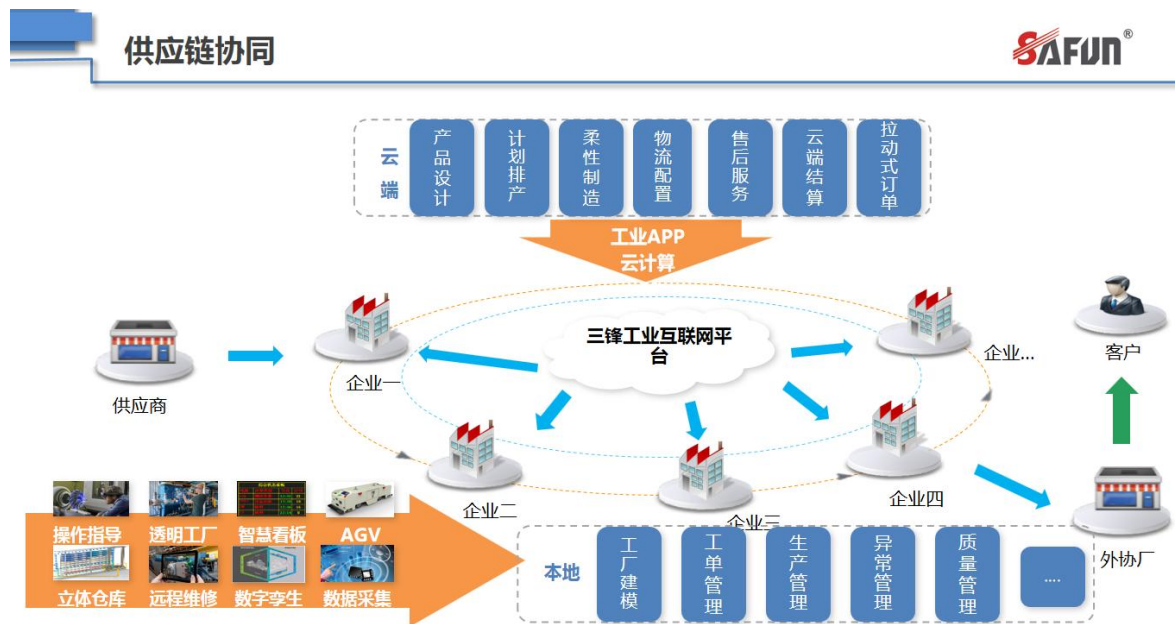 供应链协同
SAFUN®
云端
产品设计
计划排产
柔性制造
物流配置
售后服务
云端结算
拉动式订单
工业APP
云计算
三锋工业互联网平
台
供应商
企业一
企业二
企业三
企业四
企业...
客户
外协厂
操作指导
透明工厂
智慧看板
AGV
立体仓库
远程维修
数字孪生
数据采集
本地
工厂建模
工单管理
生产管理
异常管理
质量管理
....